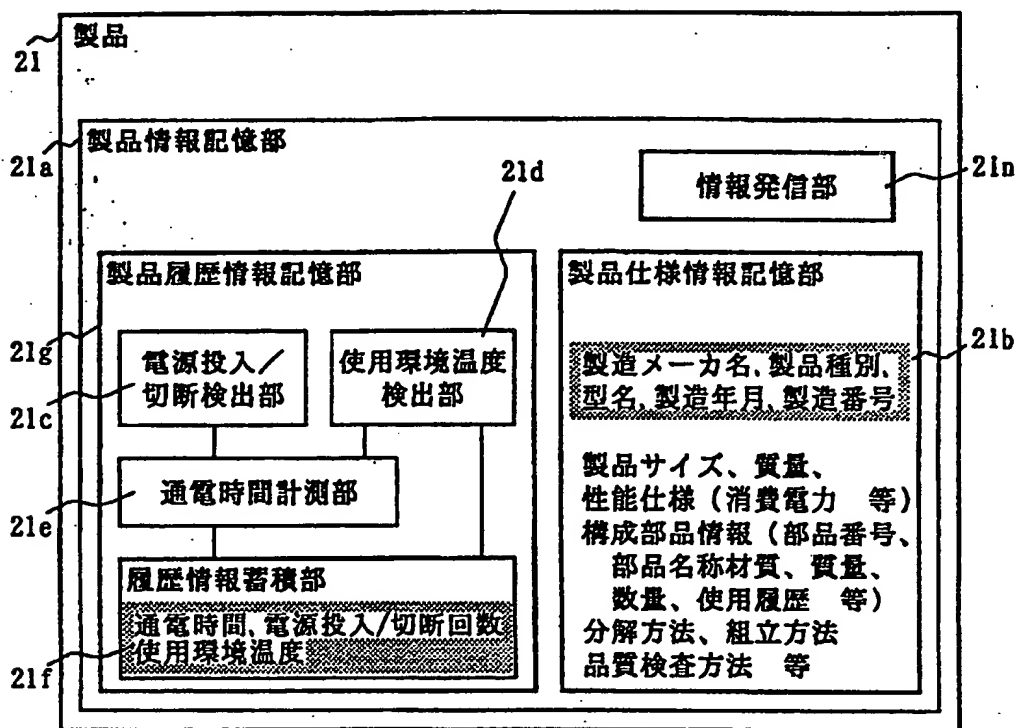 製品
21
製品情報記憶部
21a
情報発信部
21n
21d
製品履歴情報記憶部
21g
電源投入／
切断検出部
21c
使用環境温度
検出部
通電時間計測部
21e
履歴情報蓄積部
通電時間、電源投入/切断回数
使用環境温度
21f
製品仕様情報記憶部
21b
製造メーカ名、製品種別、
型名、製造年月、製造番号
製品サイズ、質量、
性能仕様（消費電力　等）
構成部品情報（部品番号、
部品名称材質、質量、
数量、使用履歴　等）
分解方法、組立方法
品質検査方法　等